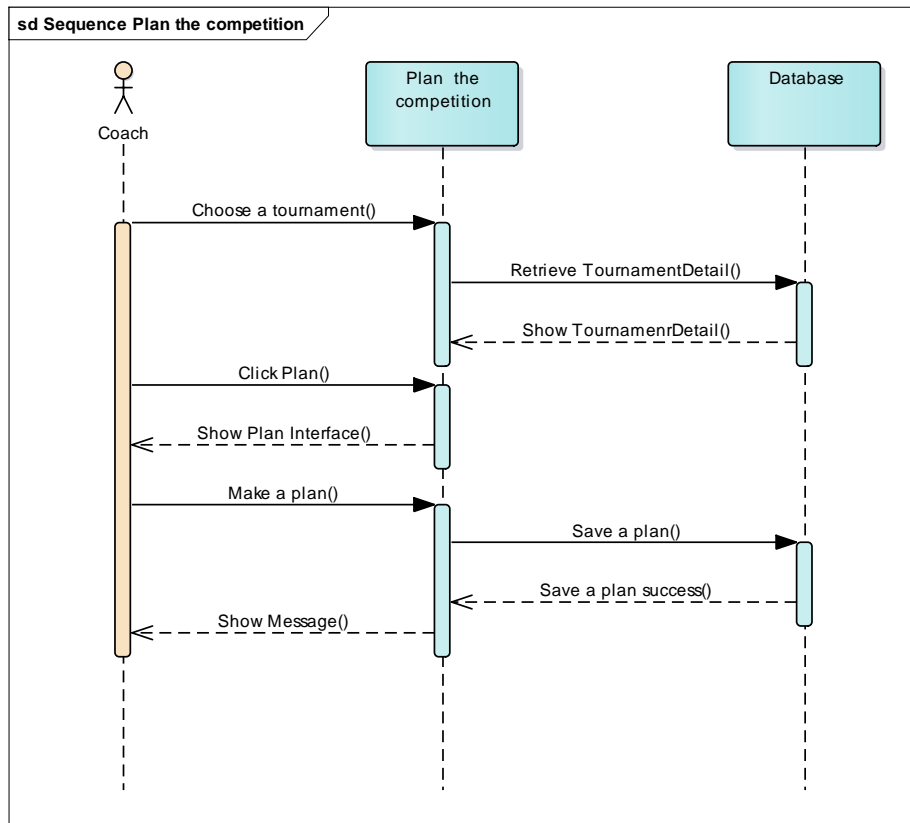 sd Sequence Plan the competition
Plan the
competition
Database
Coach
Choose a tournament()
Retrieve TournamentDetail()
Show TournamenrDetail()
Click Plan()
Show Plan Interface()
Make a plan()
Save a plan()
Save a plan success()
Show Message()